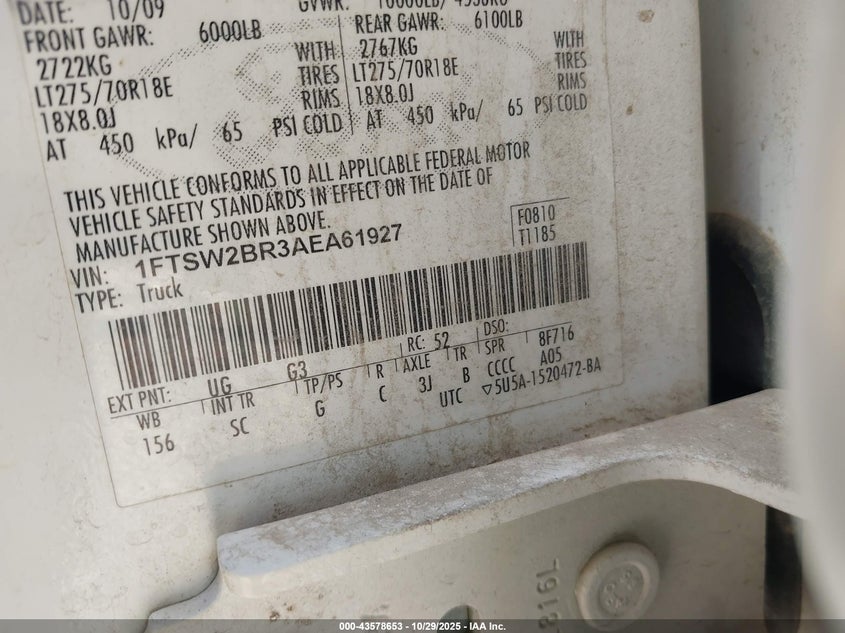 DATE: 10/09 GVWR: 10000LB/ 4536KG
FRONT GAWR: 6000LB REAR GAWR: 6100LB
2722KG WITH 2767KG WITH
LT275/70R18E TIRES LT275/70R18E TIRES
18X8.0J RIMS 18X8.0J RIMS
AT 450 kPa/ 65 PSI COLD AT 450 kPa/ 65 PSI COLD
THIS VEHICLE CONFORMS TO ALL APPLICABLE FEDERAL MOTOR
VEHICLE SAFETY STANDARDS IN EFFECT ON THE DATE OF
MANUFACTURE SHOWN ABOVE.
VIN: 1FTSW2BR3AEA61927
TYPE: Truck
F0810
T1185
EXT PNT: UG G3 RC: 52 DSO:
WB INT TR TP/PS R AXLE TR SPR 8F716
156 SC G C 3J B CCCC A05
UTC ▽5U5A-1520472-BA
816L
000-43578653 - 10/29/2025 - IAA Inc.